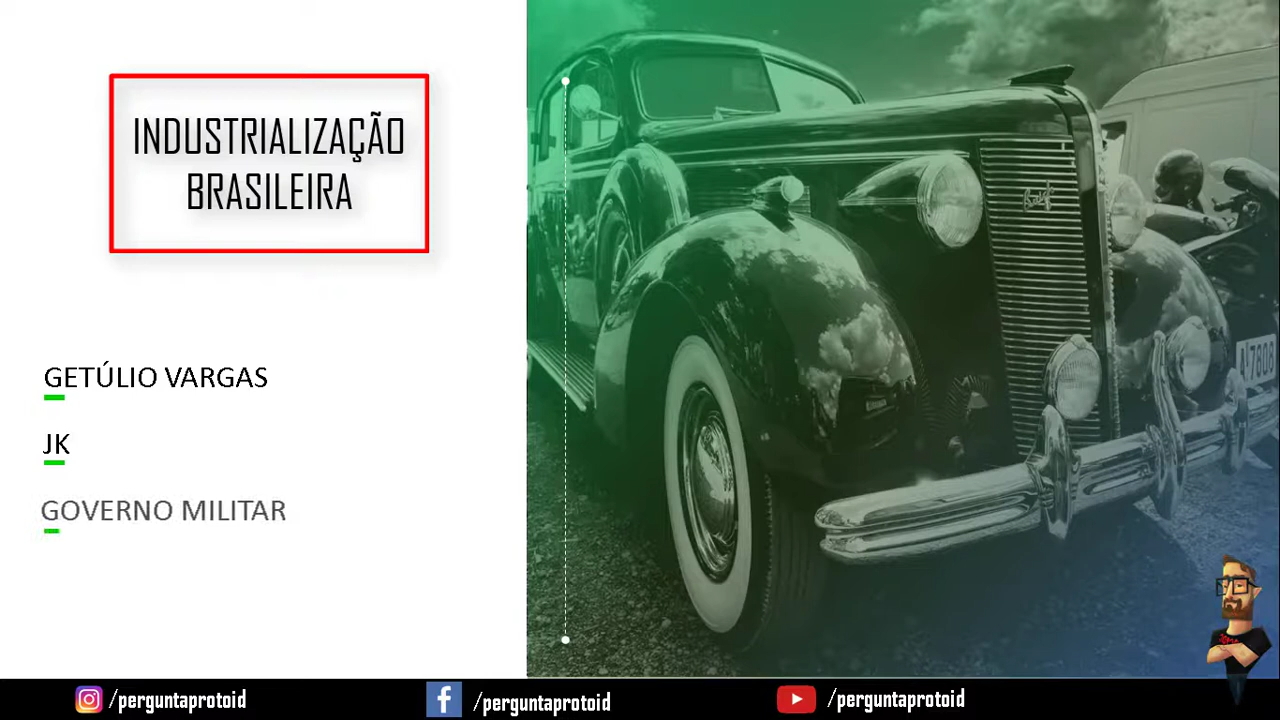 INDUSTRIALIZAÇÃO
BRASILEIRA
GETÚLIO VARGAS
JK
GOVERNO MILITAR
/perguntaprotoid
/perguntaprotoid
/perguntaprotoid